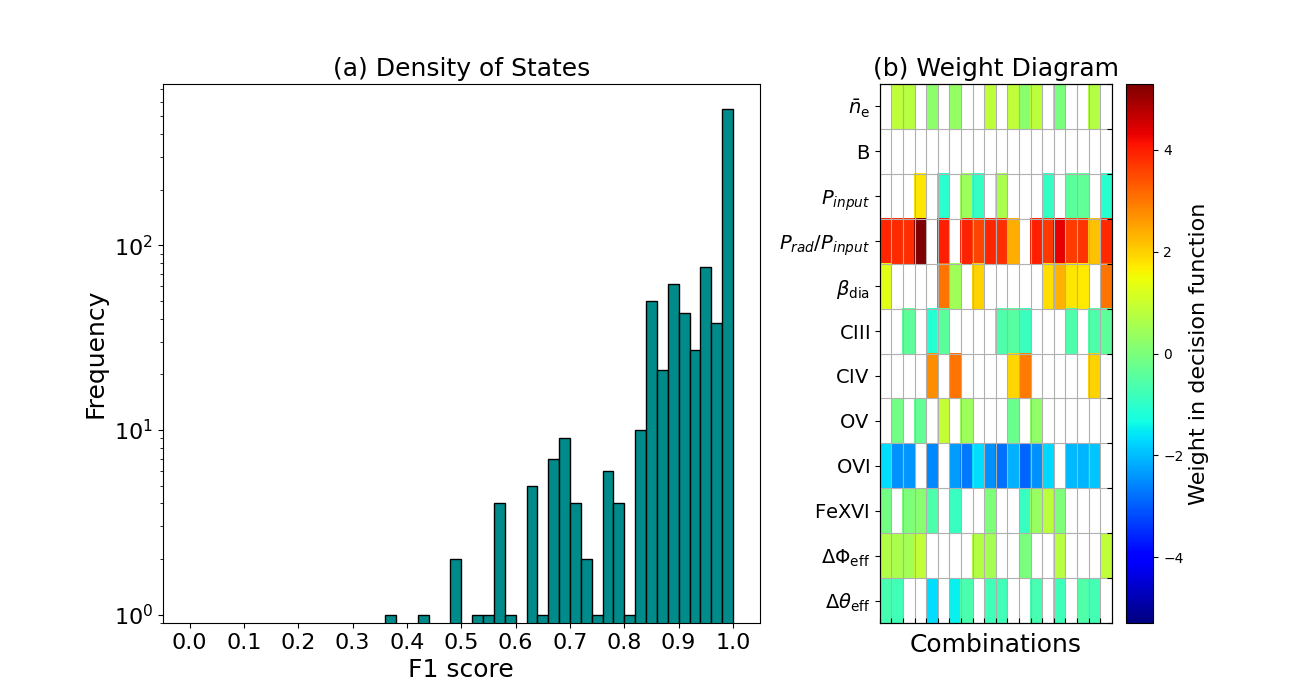 (a) Density of States
Frequency
10²
10¹
10⁰
0.0 0.1 0.2 0.3 0.4 0.5 0.6 0.7 0.8 0.9 1.0
F1 score
(b) Weight Diagram
n̄e
B
Pinput
Prad/Pinput
βdia
CIII
CIV
OV
OVI
FeXVI
ΔΦeff
Δθeff
Combinations
4
2
0
−2
−4
Weight in decision function